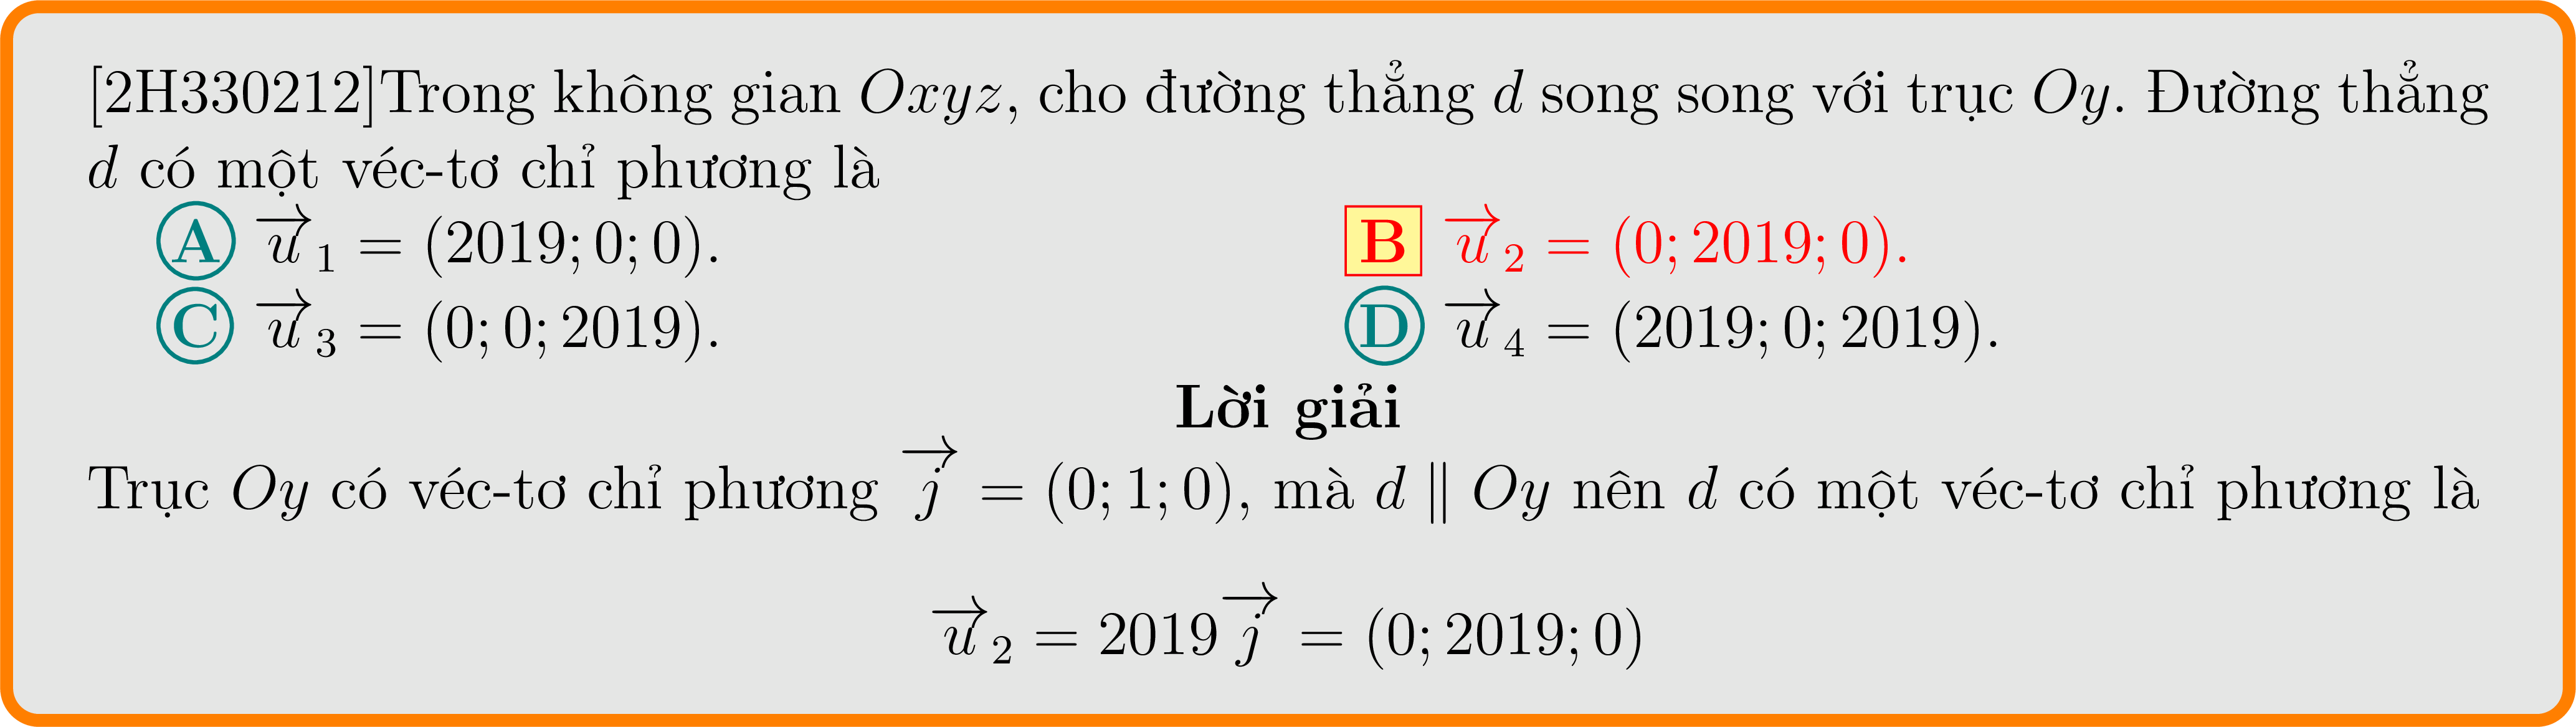 [2H330212]Trong không gian Oxyz, cho đường thẳng d song song với trục Oy. Đường thẳng
d có một véc-tơ chỉ phương là
A $\overrightarrow{u}_1 = (2019; 0; 0)$. B $\overrightarrow{u}_2 = (0; 2019; 0)$.
C $\overrightarrow{u}_3 = (0; 0; 2019)$. D $\overrightarrow{u}_4 = (2019; 0; 2019)$.
Lời giải
Trục Oy có véc-tơ chỉ phương $\overrightarrow{j} = (0; 1; 0)$, mà d ∥ Oy nên d có một véc-tơ chỉ phương là
$\overrightarrow{u}_2 = 2019\overrightarrow{j} = (0; 2019; 0)$